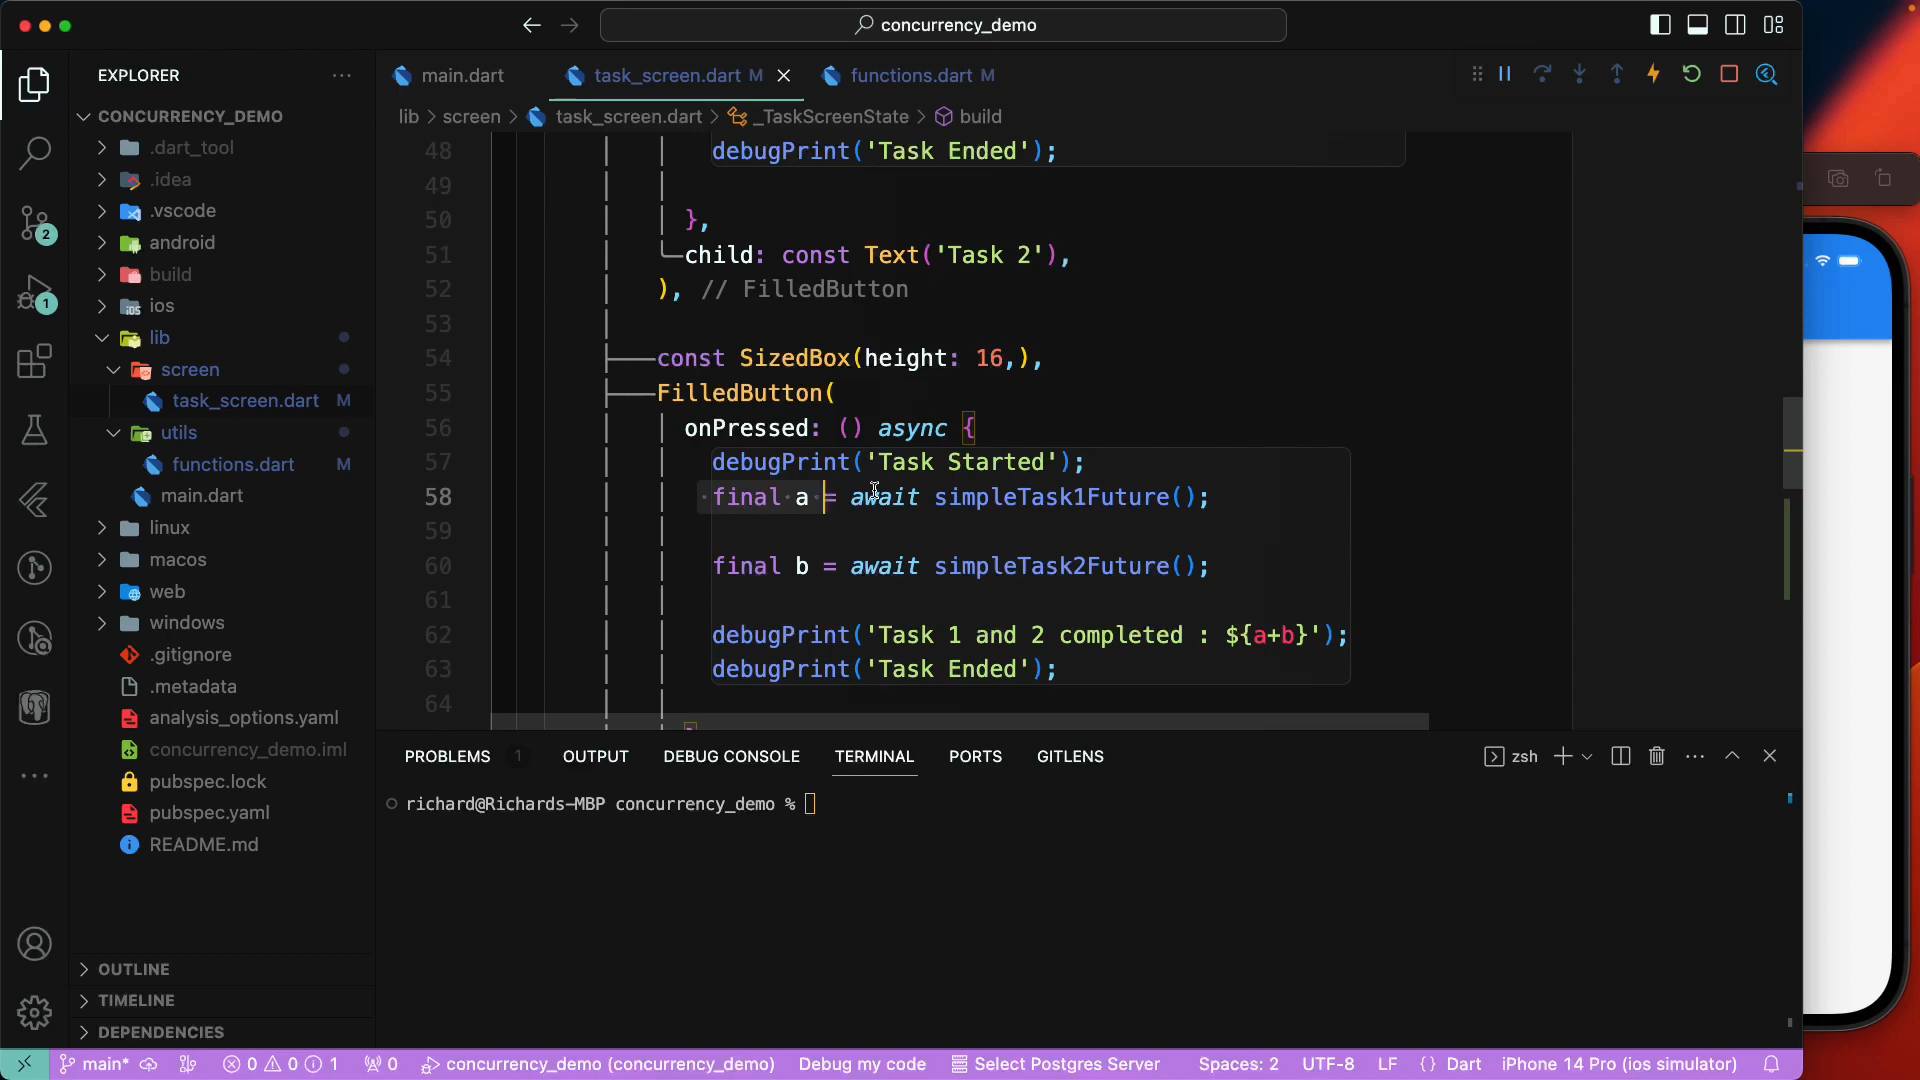 concurrency_demo
EXPLORER
main.dart
task_screen.dart M
functions.dart M
CONCURRENCY_DEMO
lib > screen > task_screen.dart > _TaskScreenState > build
.dart_tool
.idea
.vscode
android
build
ios
lib
screen
task_screen.dart M
utils
functions.dart M
main.dart
linux
macos
web
windows
.gitignore
.metadata
analysis_options.yaml
concurrency_demo.iml
pubspec.lock
pubspec.yaml
README.md
OUTLINE
TIMELINE
DEPENDENCIES
2
1
48 debugPrint('Task Ended');
49
50 },
51 child: const Text('Task 2'),
52 ), // FilledButton
53
54 const SizedBox(height: 16,),
55 FilledButton(
56 onPressed: () async {
57 debugPrint('Task Started');
58 final a = await simpleTask1Future();
59
60 final b = await simpleTask2Future();
61
62 debugPrint('Task 1 and 2 completed : ${a+b}');
63 debugPrint('Task Ended');
64
PROBLEMS 1 OUTPUT DEBUG CONSOLE TERMINAL PORTS GITLENS
zsh
richard@Richards-MBP concurrency_demo %
main* 0 0 1 0 concurrency_demo (concurrency_demo) Debug my code Select Postgres Server Spaces: 2 UTF-8 LF {} Dart iPhone 14 Pro (ios simulator)